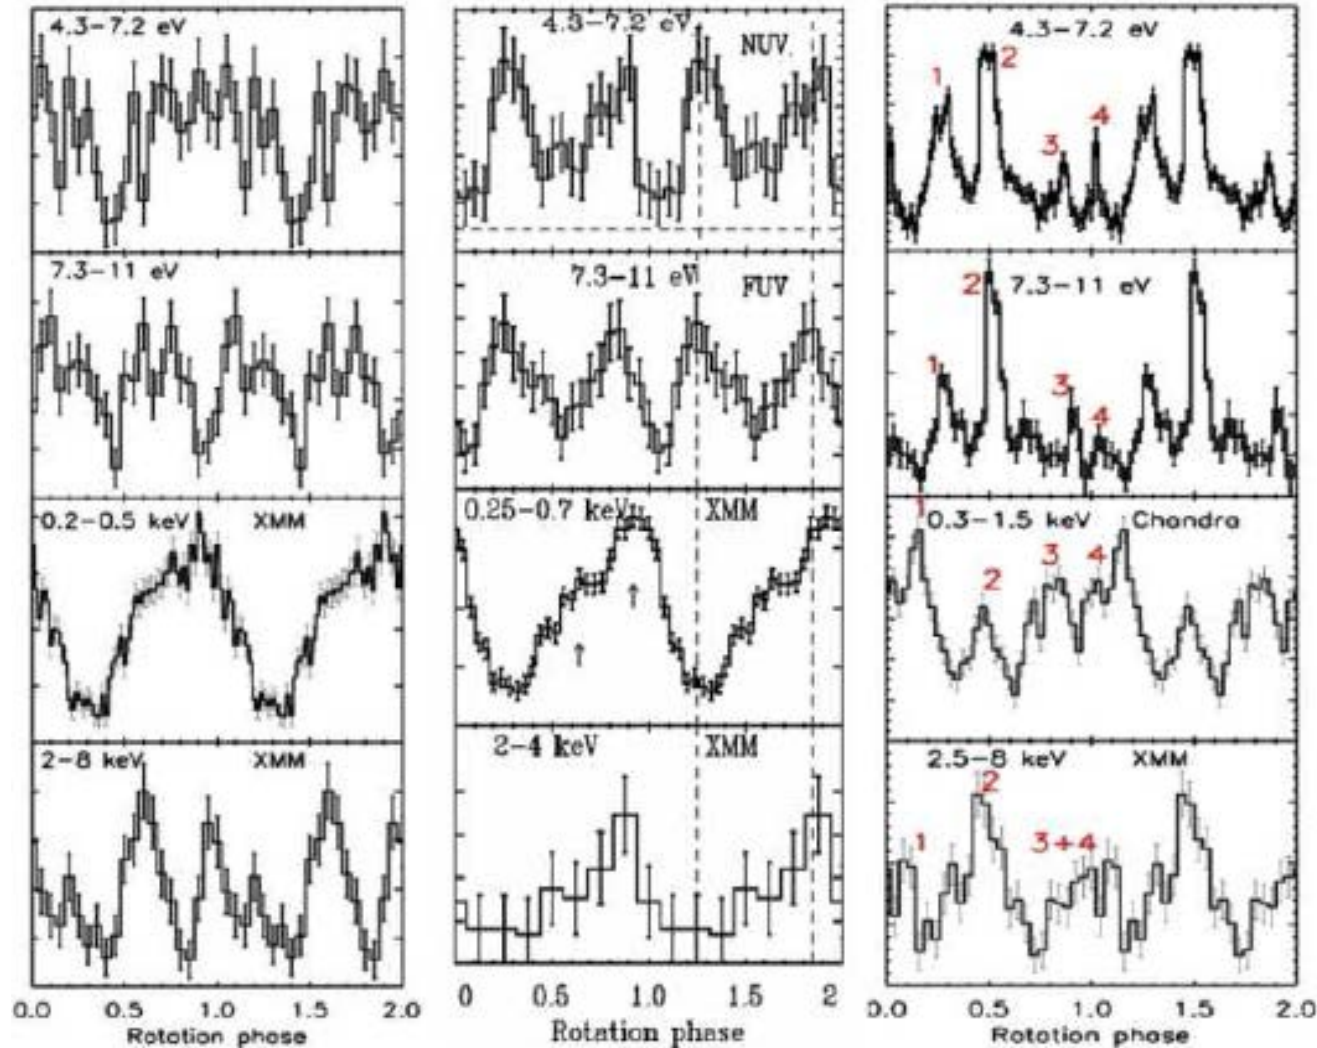 4.3-7.2 eV
7.3-11 eV
0.2-0.5 keV XMM
2-8 keV XMM
0.0 0.5 1.0 1.5 2.0
Rotation phase
4.3-7.2 eV
NUV
7.3-11 eV
FUV
0.25-0.7 keV XMM
↑
↑
2-4 keV XMM
0 0.5 1.0 1.5 2
Rotation phase
4.3-7.2 eV
1
2
3
4
7.3-11 eV
2
1
3
4
1
0.3-1.5 keV Chandra
2
3
4
2.5-8 keV XMM
2
1
3+4
0.0 0.5 1.0 1.5 2.0
Rotation phase